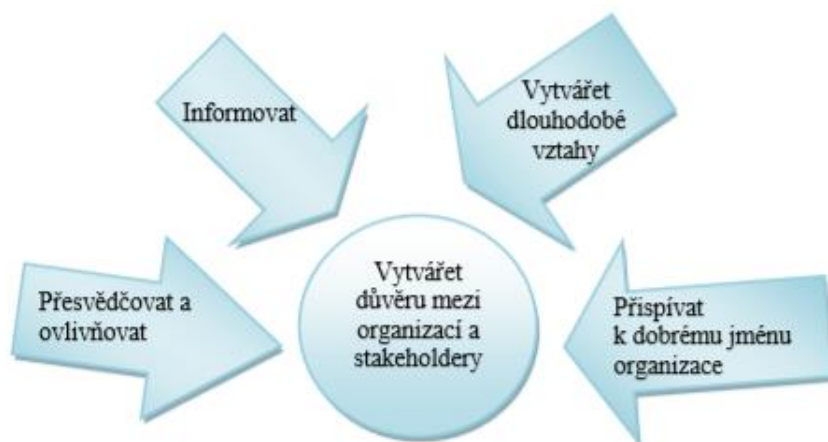 Informovat
Vytvářet
dlouhodobé
vztahy
Přesvědčovat a
ovlivňovat
Vytvářet
důvěru mezi
organizací a
stakeholdery
Přispívat
k dobrému jménu
organizace